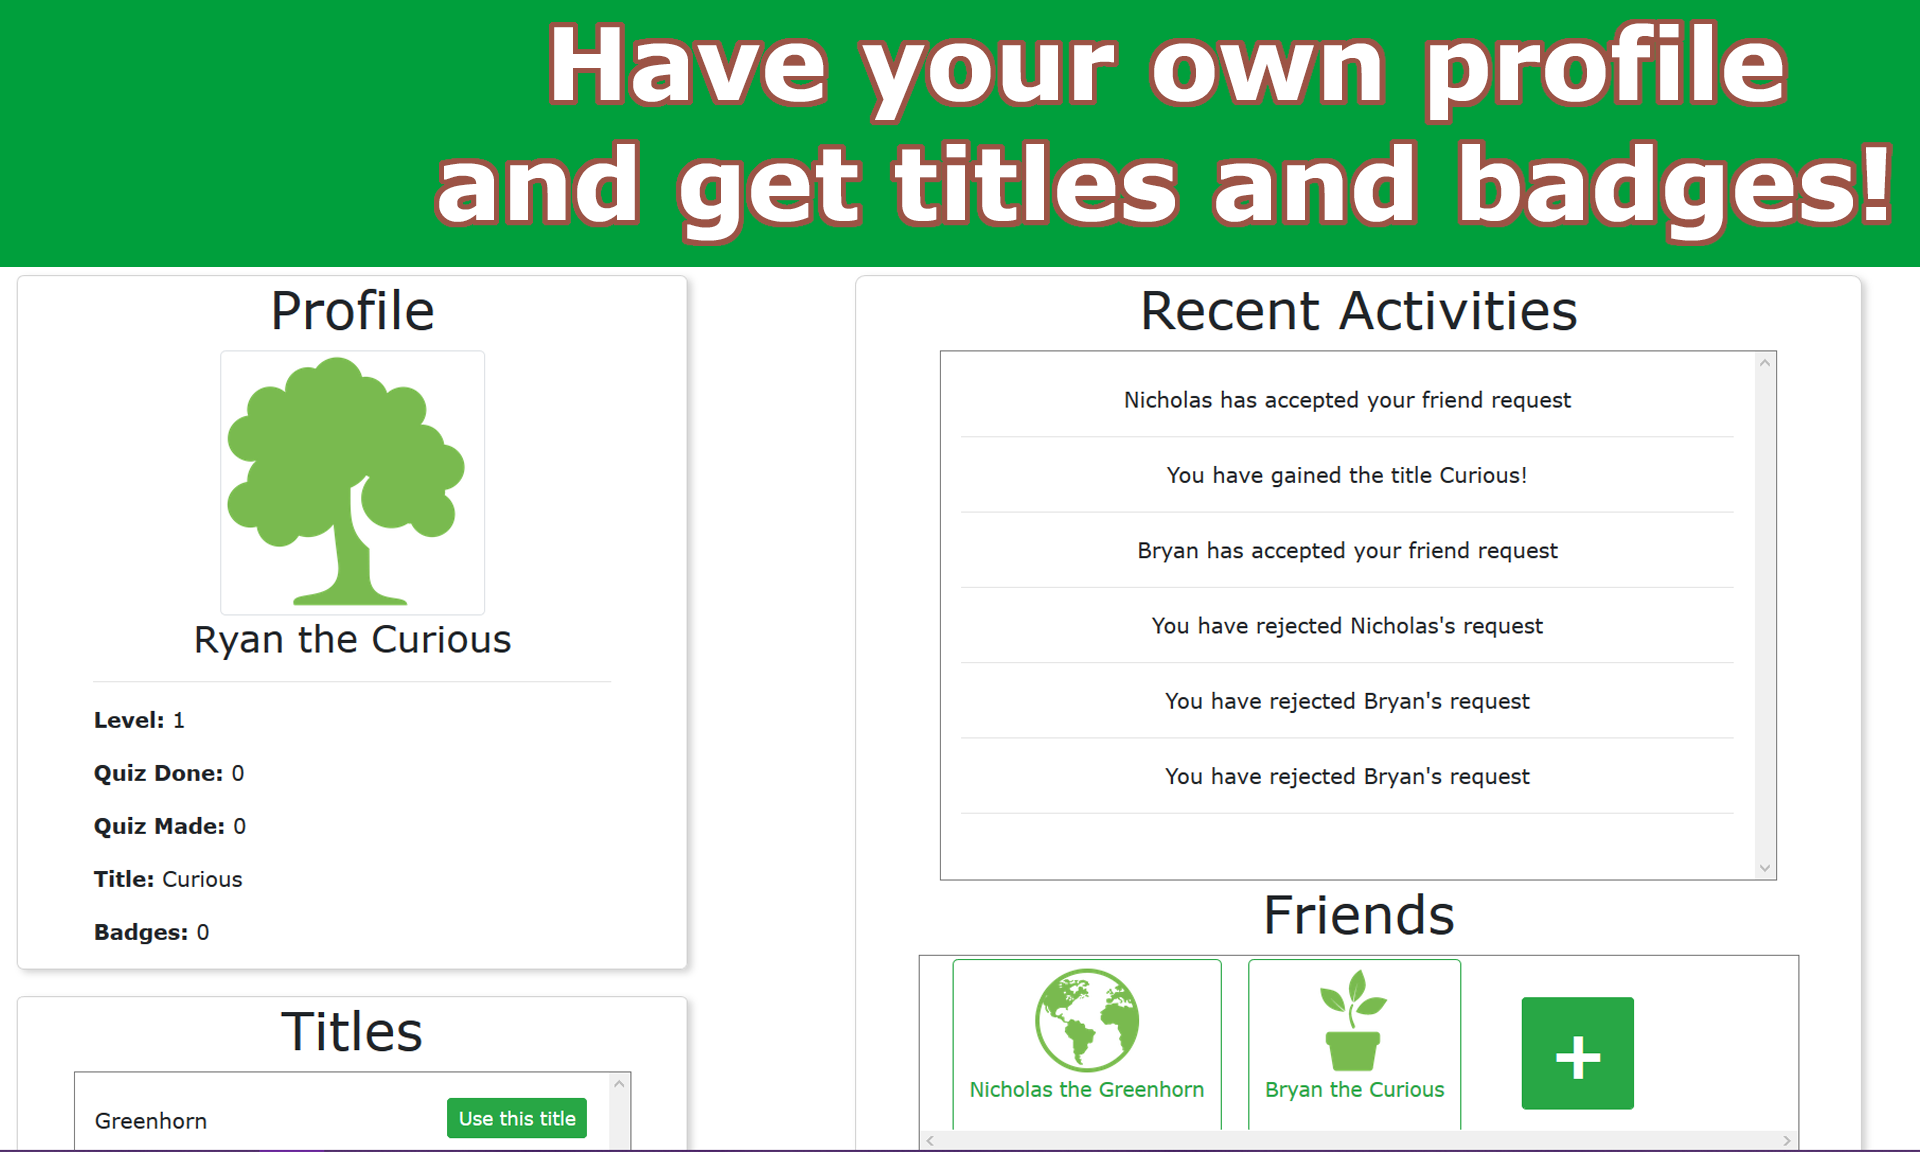 Have your own profile
and get titles and badges!
Profile
Ryan the Curious
Level: 1
Quiz Done: 0
Quiz Made: 0
Title: Curious
Badges: 0
Titles
Greenhorn
Use this title
Recent Activities
Nicholas has accepted your friend request
You have gained the title Curious!
Bryan has accepted your friend request
You have rejected Nicholas's request
You have rejected Bryan's request
You have rejected Bryan's request
Friends
Nicholas the Greenhorn
Bryan the Curious
+